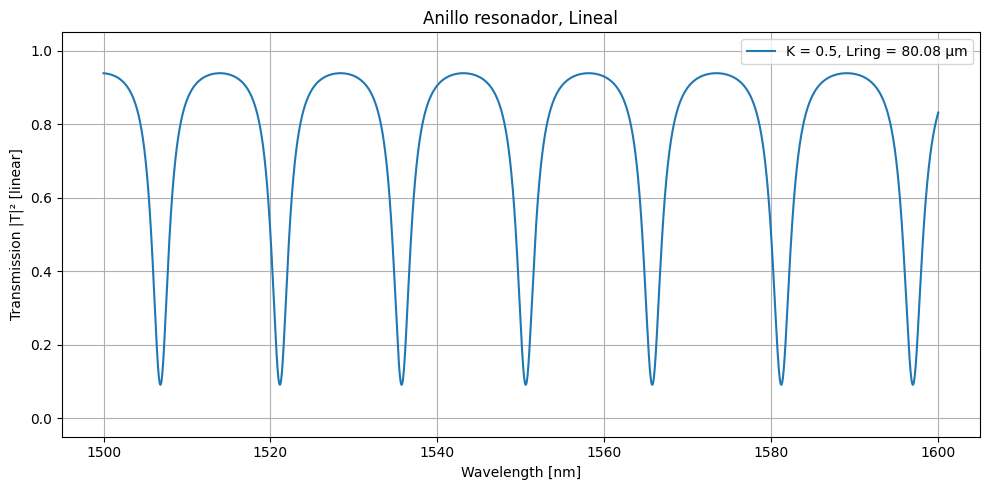 Anillo resonador, Lineal
K = 0.5, Lring = 80.08 μm
Transmission |T|² [linear]
1.0
0.8
0.6
0.4
0.2
0.0
1500 1520 1540 1560 1580 1600
Wavelength [nm]